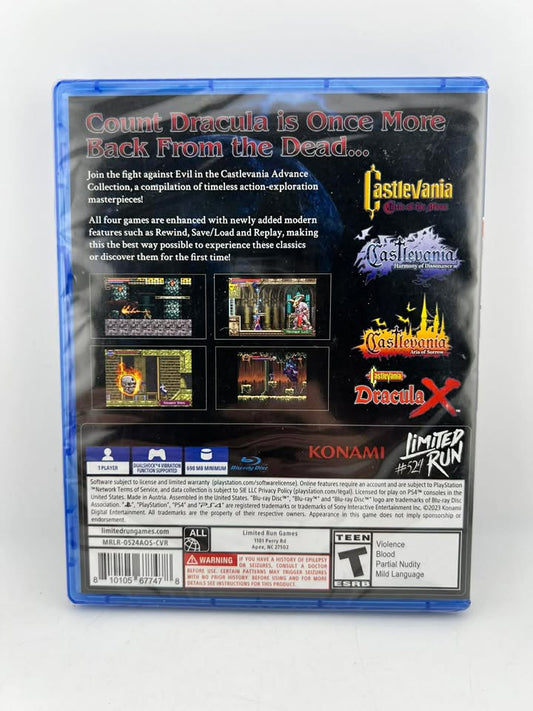 Count Dracula is Once More
Back From the Dead...
Join the fight against Evil in the Castlevania Advance
Collection, a compilation of timeless action-exploration
masterpieces!
All four games are enhanced with newly added modern
features such as Rewind, Save/Load and Replay, making
this the best way possible to experience these classics
or discover them for the first time!
Castlevania
Circle of the Moon
Castlevania
Harmony of Dissonance
Castlevania
Aria of Sorrow
Castlevania
Dracula X
1 PLAYER
DUALSHOCK®4 VIBRATION
FUNCTION SUPPORTED
698 MB MINIMUM
Blu-ray Disc
KONAMI
LIMITED
RUN
#524
Software subject to license and limited warranty (playstation.com/softwarelicense). Online features require an account and are subject to PlayStation
™Network Terms of Service, and data collection is subject to SIE LLC Privacy Policy (playstation.com/legal). Licensed for play on PS4™ consoles in the
United States. Made in Austria. Assembled in the United States. "Blu-ray Disc™", "Blu-ray™" and "Blu-ray Disc™" logo are trademarks of Blu-ray Disc
Association. "PS", "PlayStation", "PS4" and "PS4" are registered trademarks or trademarks of Sony Interactive Entertainment Inc. ©2023 Konami
Digital Entertainment. All trademarks are the property of their respective owners. Appearance in this game does not imply sponsorship or
endorsement.
limitedrungames.com
MRLR-0524AOS-CVR
8 10105 67747 8
ALL
Limited Run Games
1101 Perry Rd
Apex, NC 27502
WARNING
IF YOU HAVE A HISTORY OF EPILEPSY
OR SEIZURES, CONSULT A DOCTOR
BEFORE USE. CERTAIN PATTERNS MAY TRIGGER SEIZURES
WITH NO PRIOR HISTORY. BEFORE USING AND FOR MORE
DETAILS SEE INSTRUCTIONS FOR THIS PRODUCT.
TEEN
T
ESRB
Violence
Blood
Partial Nudity
Mild Language